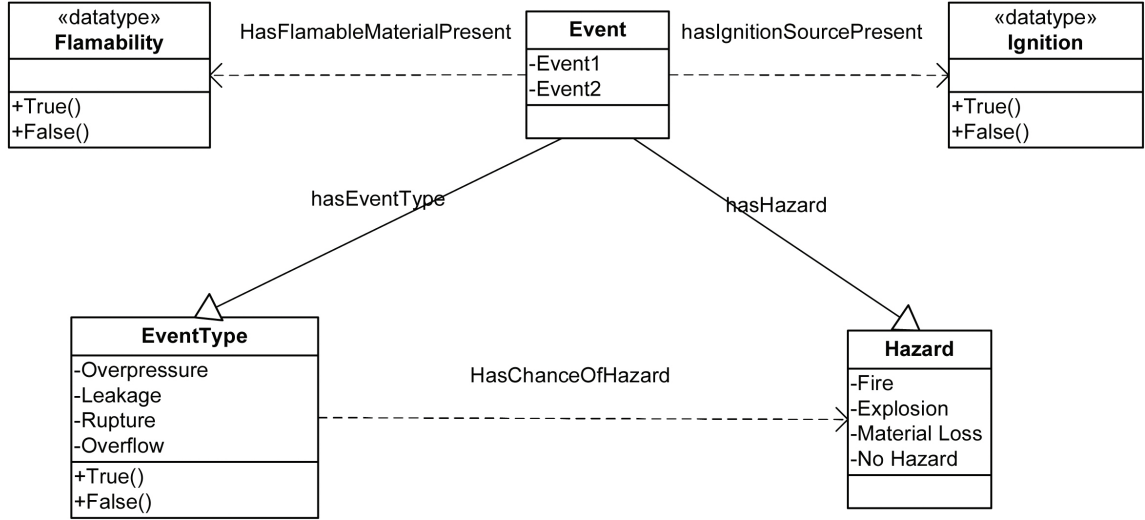 «datatype»
Flamability
+True()
+False()
HasFlamableMaterialPresent
Event
-Event1
-Event2
hasIgnitionSourcePresent
«datatype»
Ignition
+True()
+False()
hasEventType
hasHazard
EventType
-Overpressure
-Leakage
-Rupture
-Overflow
+True()
+False()
HasChanceOfHazard
Hazard
-Fire
-Explosion
-Material Loss
-No Hazard